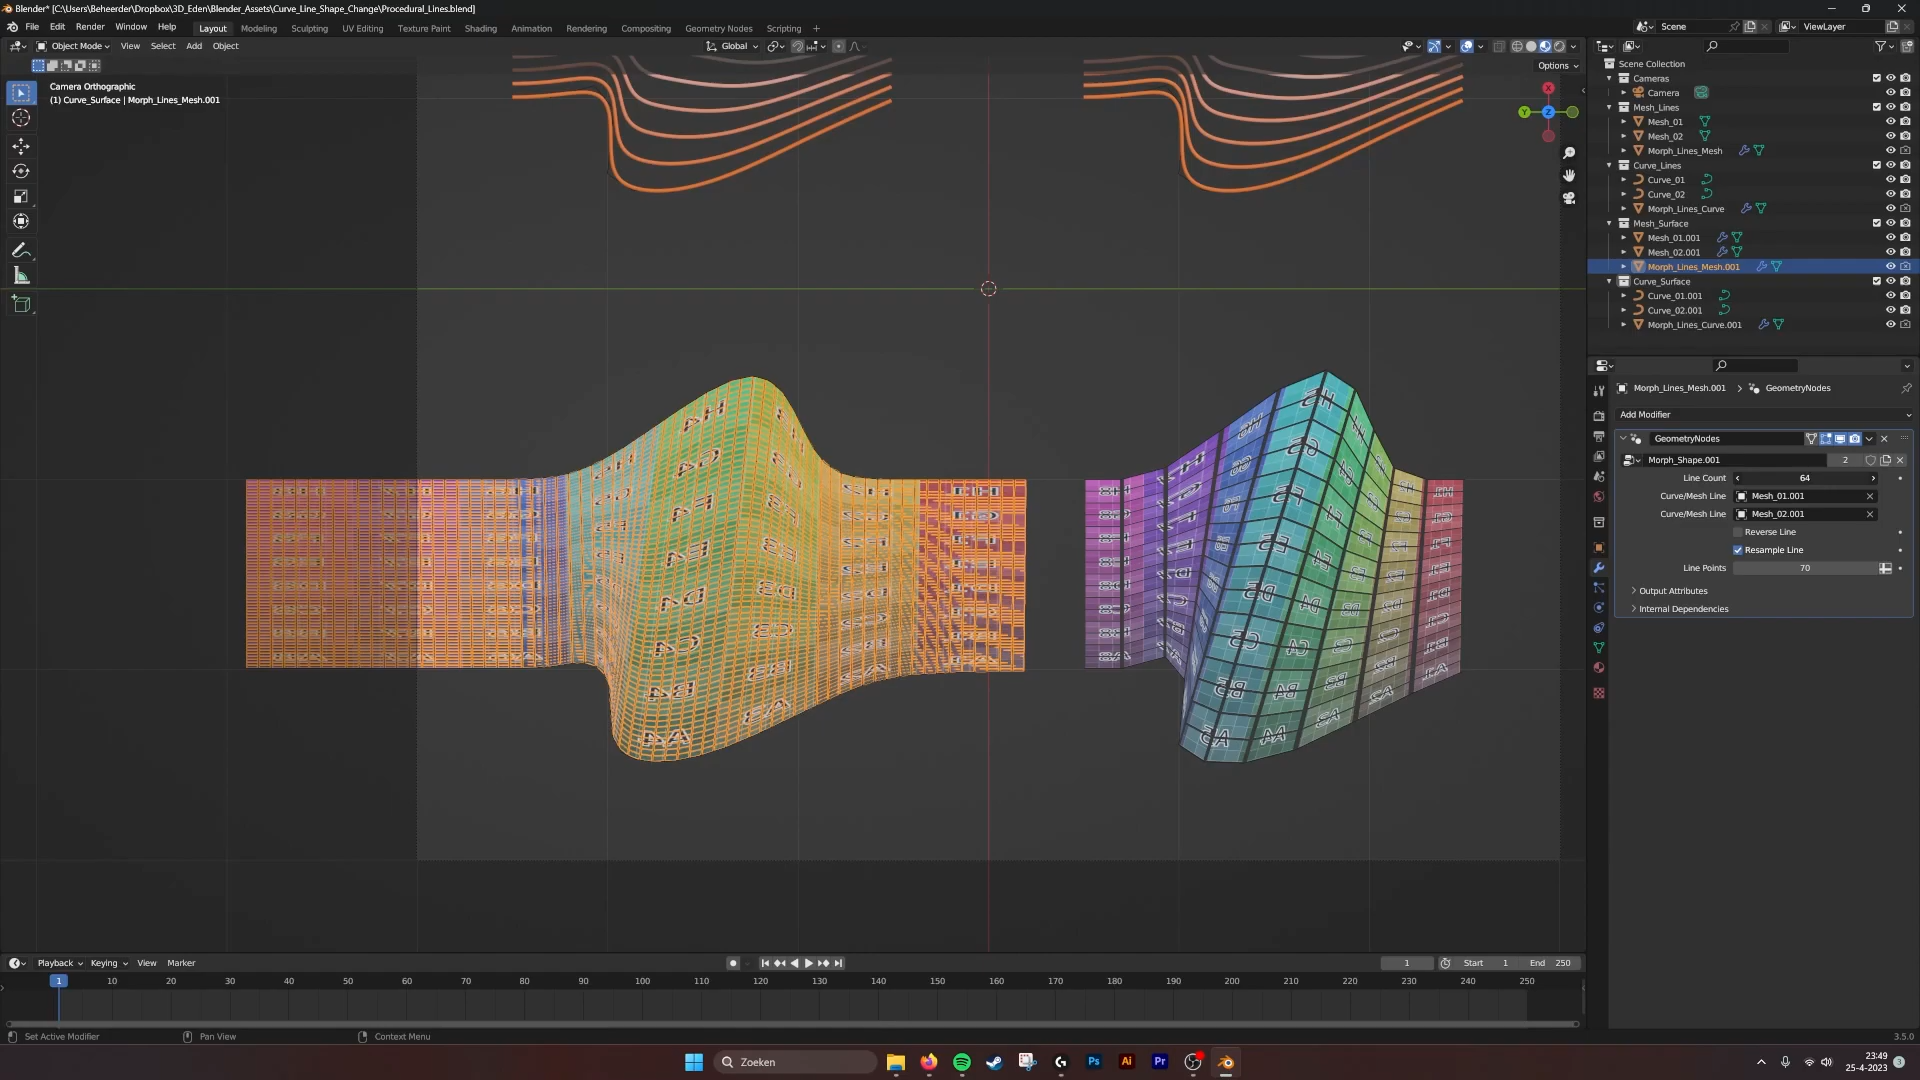 Blender* [C:\Users\Beheerder\Dropbox\3D_Eden\Blender_Assets\Curve_Line_Shape_Change\Procedural_Lines.blend]
File Edit Render Window Help Layout Modeling Sculpting UV Editing Texture Paint Shading Animation Rendering Compositing Geometry Nodes Scripting + Scene ViewLayer
Object Mode View Select Add Object Global
Options
Camera Orthographic
(1) Curve_Surface | Morph_Lines_Mesh.001
X
Y
Z
Scene Collection
Cameras
Camera
Mesh_Lines
Mesh_01
Mesh_02
Morph_Lines_Mesh
Curve_Lines
Curve_01
Curve_02
Morph_Lines_Curve
Mesh_Surface
Mesh_01.001
Mesh_02.001
Morph_Lines_Mesh.001
Curve_Surface
Curve_01.001
Curve_02.001
Morph_Lines_Curve.001
Morph_Lines_Mesh.001 > GeometryNodes
Add Modifier
GeometryNodes
Morph_Shape.001 2
Line Count 64
Curve/Mesh Line Mesh_01.001
Curve/Mesh Line Mesh_02.001
Reverse Line
Resample Line
Line Points 70
Output Attributes
Internal Dependencies
Playback Keying View Marker 1 Start 1 End 250
1 10 20 30 40 50 60 70 80 90 100 110 120 130 140 150 160 170 180 190 200 210 220 230 240 250
Set Active Modifier Pan View Context Menu 3.5.0
Zoeken Ps Ai Pr
23:49
25-4-2023 3